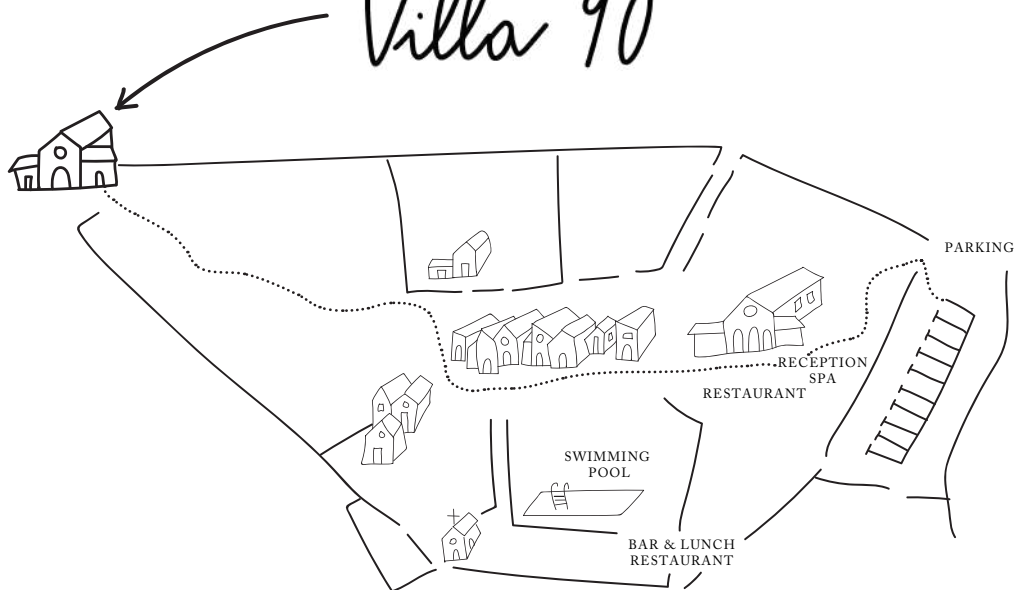 Villa 90
PARKING
RECEPTION
SPA
RESTAURANT
SWIMMING
POOL
BAR & LUNCH
RESTAURANT